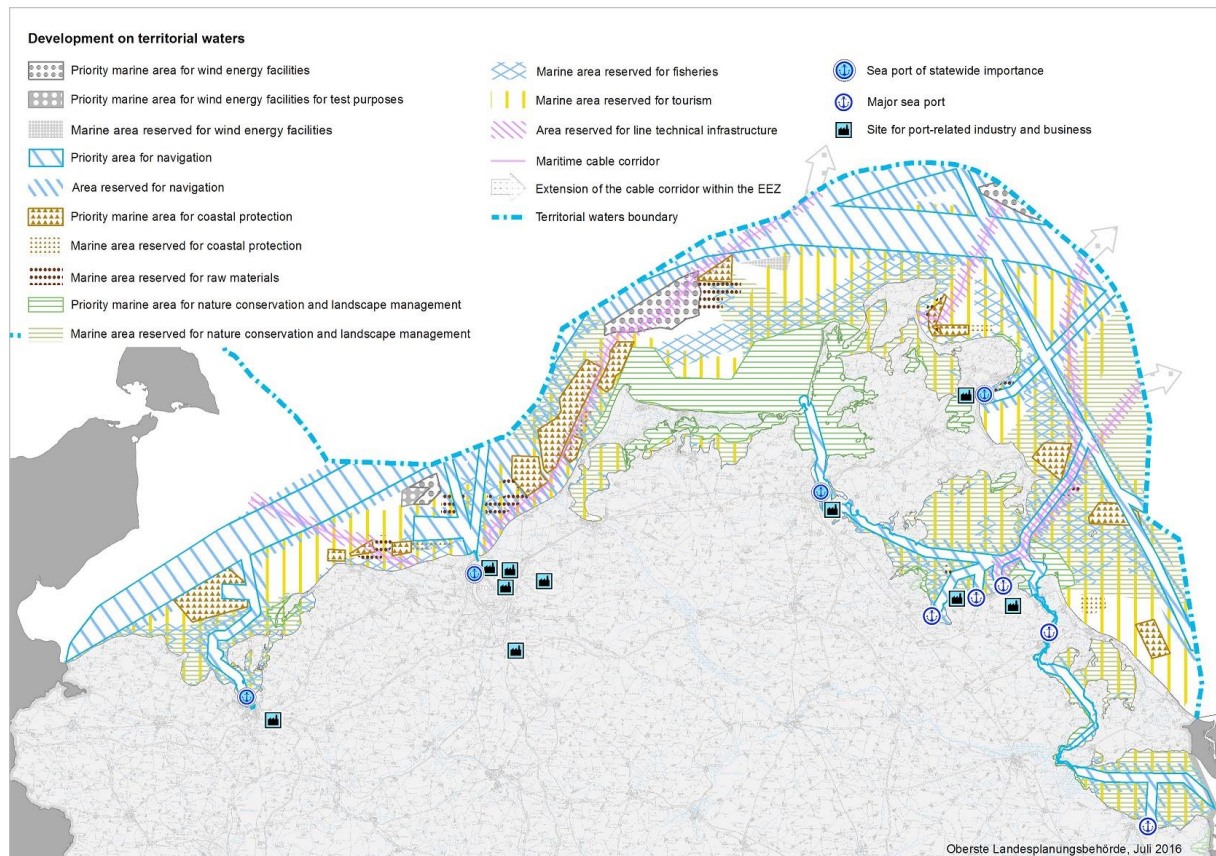 Development on territorial waters
Priority marine area for wind energy facilities
Priority marine area for wind energy facilities for test purposes
Marine area reserved for wind energy facilities
Priority area for navigation
Area reserved for navigation
Priority marine area for coastal protection
Marine area reserved for coastal protection
Marine area reserved for raw materials
Priority marine area for nature conservation and landscape management
Marine area reserved for nature conservation and landscape management
Marine area reserved for fisheries
Marine area reserved for tourism
Area reserved for line technical infrastructure
Maritime cable corridor
Extension of the cable corridor within the EEZ
Territorial waters boundary
Sea port of statewide importance
Major sea port
Site for port-related industry and business
Oberste Landesplanungsbehörde, Juli 2016